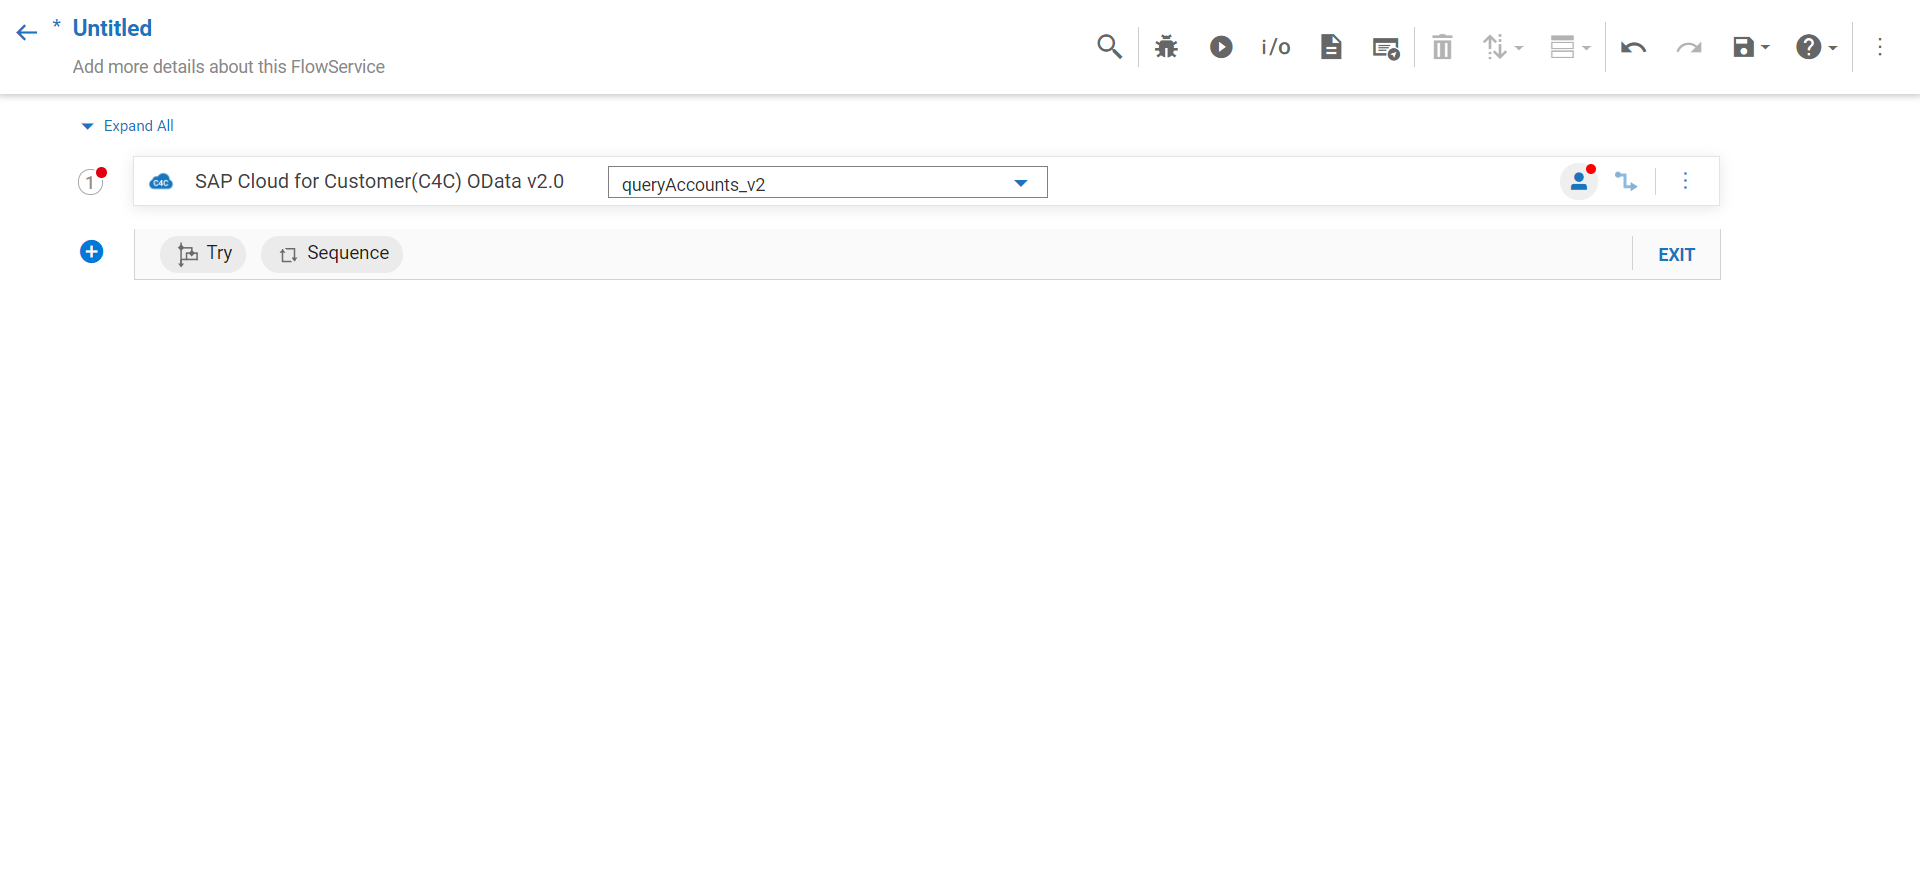 * Untitled
Add more details about this FlowService
i/o
Expand All
1
C4C SAP Cloud for Customer(C4C) OData v2.0 queryAccounts_v2
Try Sequence EXIT